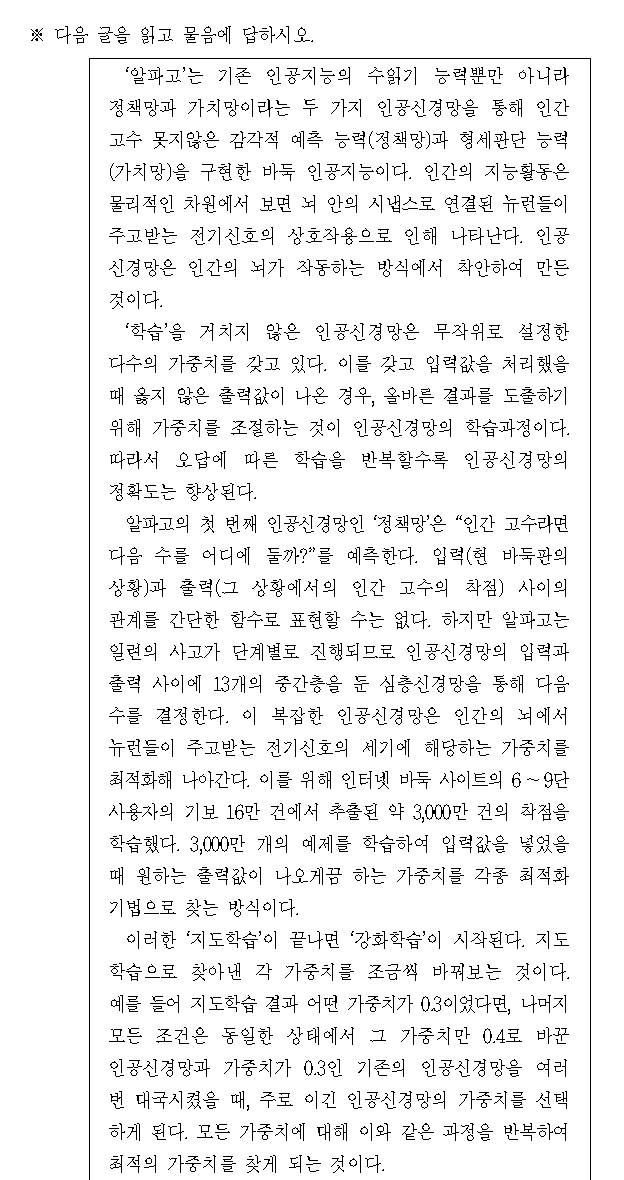 ※ 다음 글을 읽고 물음에 답하시오.
‘알파고’는 기존 인공지능의 수읽기 능력뿐만 아니라
정책망과 가치망이라는 두 가지 인공신경망을 통해 인간
고수 못지않은 감각적 예측 능력(정책망)과 형세판단 능력
(가치망)을 구현한 바둑 인공지능이다. 인간의 지능활동은
물리적인 차원에서 보면 뇌 안의 시냅스로 연결된 뉴런들이
주고받는 전기신호의 상호작용으로 인해 나타난다. 인공
신경망은 인간의 뇌가 작동하는 방식에서 착안하여 만든
것이다.
‘학습’을 거치지 않은 인공신경망은 무작위로 설정한
다수의 가중치를 갖고 있다. 이를 갖고 입력값을 처리했을
때 옳지 않은 출력값이 나온 경우, 올바른 결과를 도출하기
위해 가중치를 조절하는 것이 인공신경망의 학습과정이다.
따라서 오답에 따른 학습을 반복할수록 인공신경망의
정확도는 향상된다.
알파고의 첫 번째 인공신경망인 ‘정책망’은 “인간 고수라면
다음 수를 어디에 둘까?”를 예측한다. 입력(현 바둑판의
상황)과 출력(그 상황에서의 인간 고수의 착점) 사이의
관계를 간단한 함수로 표현할 수는 없다. 하지만 알파고는
일련의 사고가 단계별로 진행되므로 인공신경망의 입력과
출력 사이에 13개의 중간층을 둔 심층신경망을 통해 다음
수를 결정한다. 이 복잡한 인공신경망은 인간의 뇌에서
뉴런들이 주고받는 전기신호의 세기에 해당하는 가중치를
최적화해 나아간다. 이를 위해 인터넷 바둑 사이트의 6～9단
사용자의 기보 16만 건에서 추출된 약 3,000만 건의 착점을
학습했다. 3,000만 개의 예제를 학습하여 입력값을 넣었을
때 원하는 출력값이 나오게끔 하는 가중치를 각종 최적화
기법으로 찾는 방식이다.
이러한 ‘지도학습’이 끝나면 ‘강화학습’이 시작된다. 지도
학습으로 찾아낸 각 가중치를 조금씩 바꿔보는 것이다.
예를 들어 지도학습 결과 어떤 가중치가 0.3이었다면, 나머지
모든 조건은 동일한 상태에서 그 가중치만 0.4로 바꾼
인공신경망과 가중치가 0.3인 기존의 인공신경망을 여러
번 대국시켰을 때, 주로 이긴 인공신경망의 가중치를 선택
하게 된다. 모든 가중치에 대해 이와 같은 과정을 반복하여
최적의 가중치를 찾게 되는 것이다.